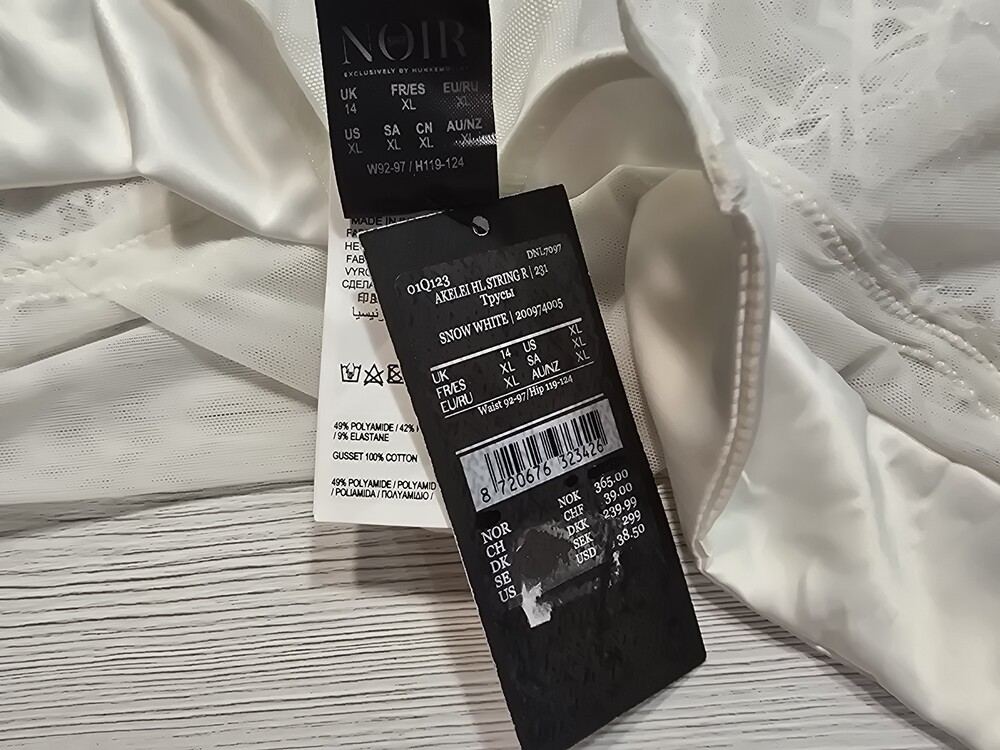 NOIR
EXCLUSIVELY BY
UK FR/ES EU/RU
14 XL XL
US SA CN AU/NZ
XL XL XL XL
W92-97 / H119-124
MADE IN
HE
FAB
VYRO
СДЕЛА
49% POLYAMIDE / 42%
/ 9% ELASTANE
GUSSET 100% COTTON
49% POLYAMIDE / POLYAMID
/ POLIAMIDA / ΠΟΛΥΑΜΙΔΙΟ /
DNL7097
01Q123
AKELEI HL STRING R | 231
Трусы
SNOW WHITE | 200974005
UK 14 US XL
FR/ES XL SA XL
EU/RU XL AU/NZ XL
Waist 92-97/Hip 119-124
8 720676 323426
NOR NOK 365.00
CH CHF 39.00
DK DKK 239.99
SE SEK 299
US USD 38.50